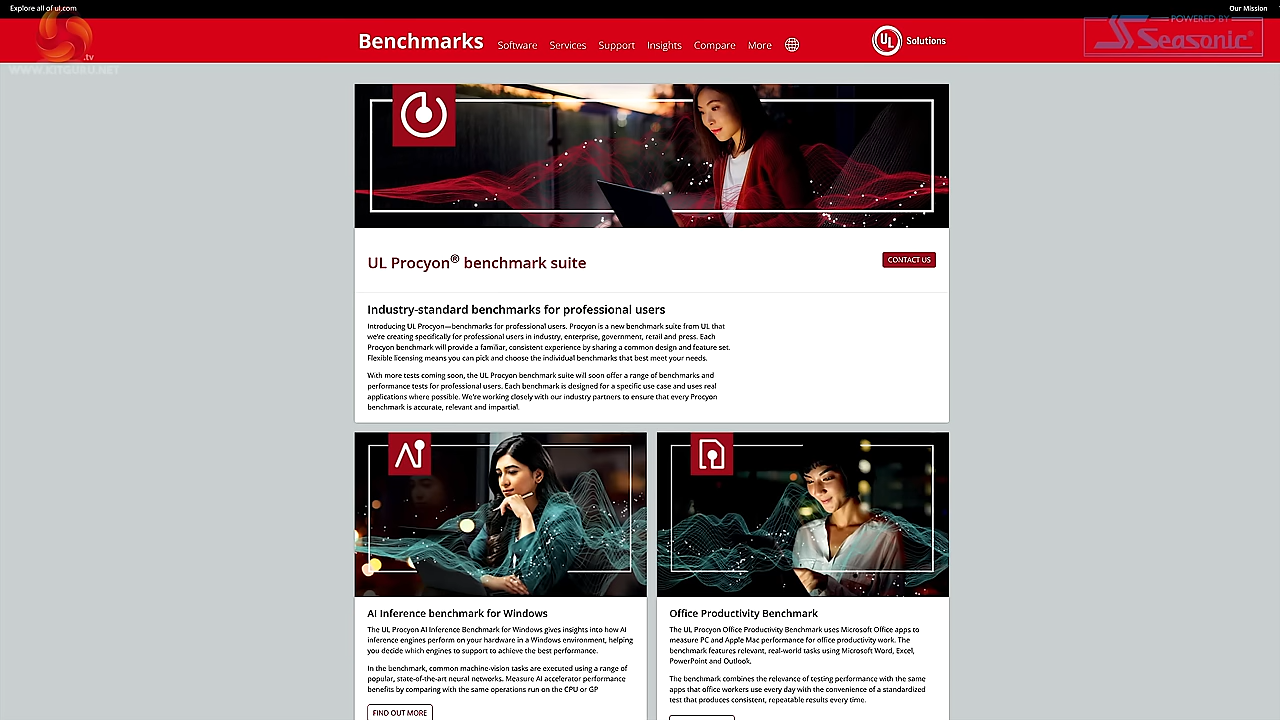 Explore all of ul.com
Our Mission
POWERED BY
Seasonic®
.tv
WWW.KITGURU.NET
Benchmarks Software Services Support Insights Compare More
UL Solutions
UL Procyon® benchmark suite
CONTACT US
Industry-standard benchmarks for professional users
Introducing UL Procyon—benchmarks for professional users. Procyon is a new benchmark suite from UL that
we're creating specifically for professional users in industry, enterprise, government, retail and press. Each
Procyon benchmark will provide a familiar, consistent experience by sharing a common design and feature set.
Flexible licensing means you can pick and choose the individual benchmarks that best meet your needs.
With more tests coming soon, the UL Procyon benchmark suite will soon offer a range of benchmarks and
performance tests for professional users. Each benchmark is designed for a specific use case and uses real
applications where possible. We're working closely with our industry partners to ensure that every Procyon
benchmark is accurate, relevant and impartial.
AI
AI Inference benchmark for Windows
The UL Procyon AI Inference Benchmark for Windows gives insights into how AI
inference engines perform on your hardware in a Windows environment, helping
you decide which engines to support to achieve the best performance.
In the benchmark, common machine-vision tasks are executed using a range of
popular, state-of-the-art neural networks. Measure AI accelerator performance
benefits by comparing with the same operations run on the CPU or GP
FIND OUT MORE
Office Productivity Benchmark
The UL Procyon Office Productivity Benchmark uses Microsoft Office apps to
measure PC and Apple Mac performance for office productivity work. The
benchmark features relevant, real-world tasks using Microsoft Word, Excel,
PowerPoint and Outlook.
The benchmark combines the relevance of testing performance with the same
apps that office workers use every day with the convenience of a standardized
test that produces consistent, repeatable results every time.